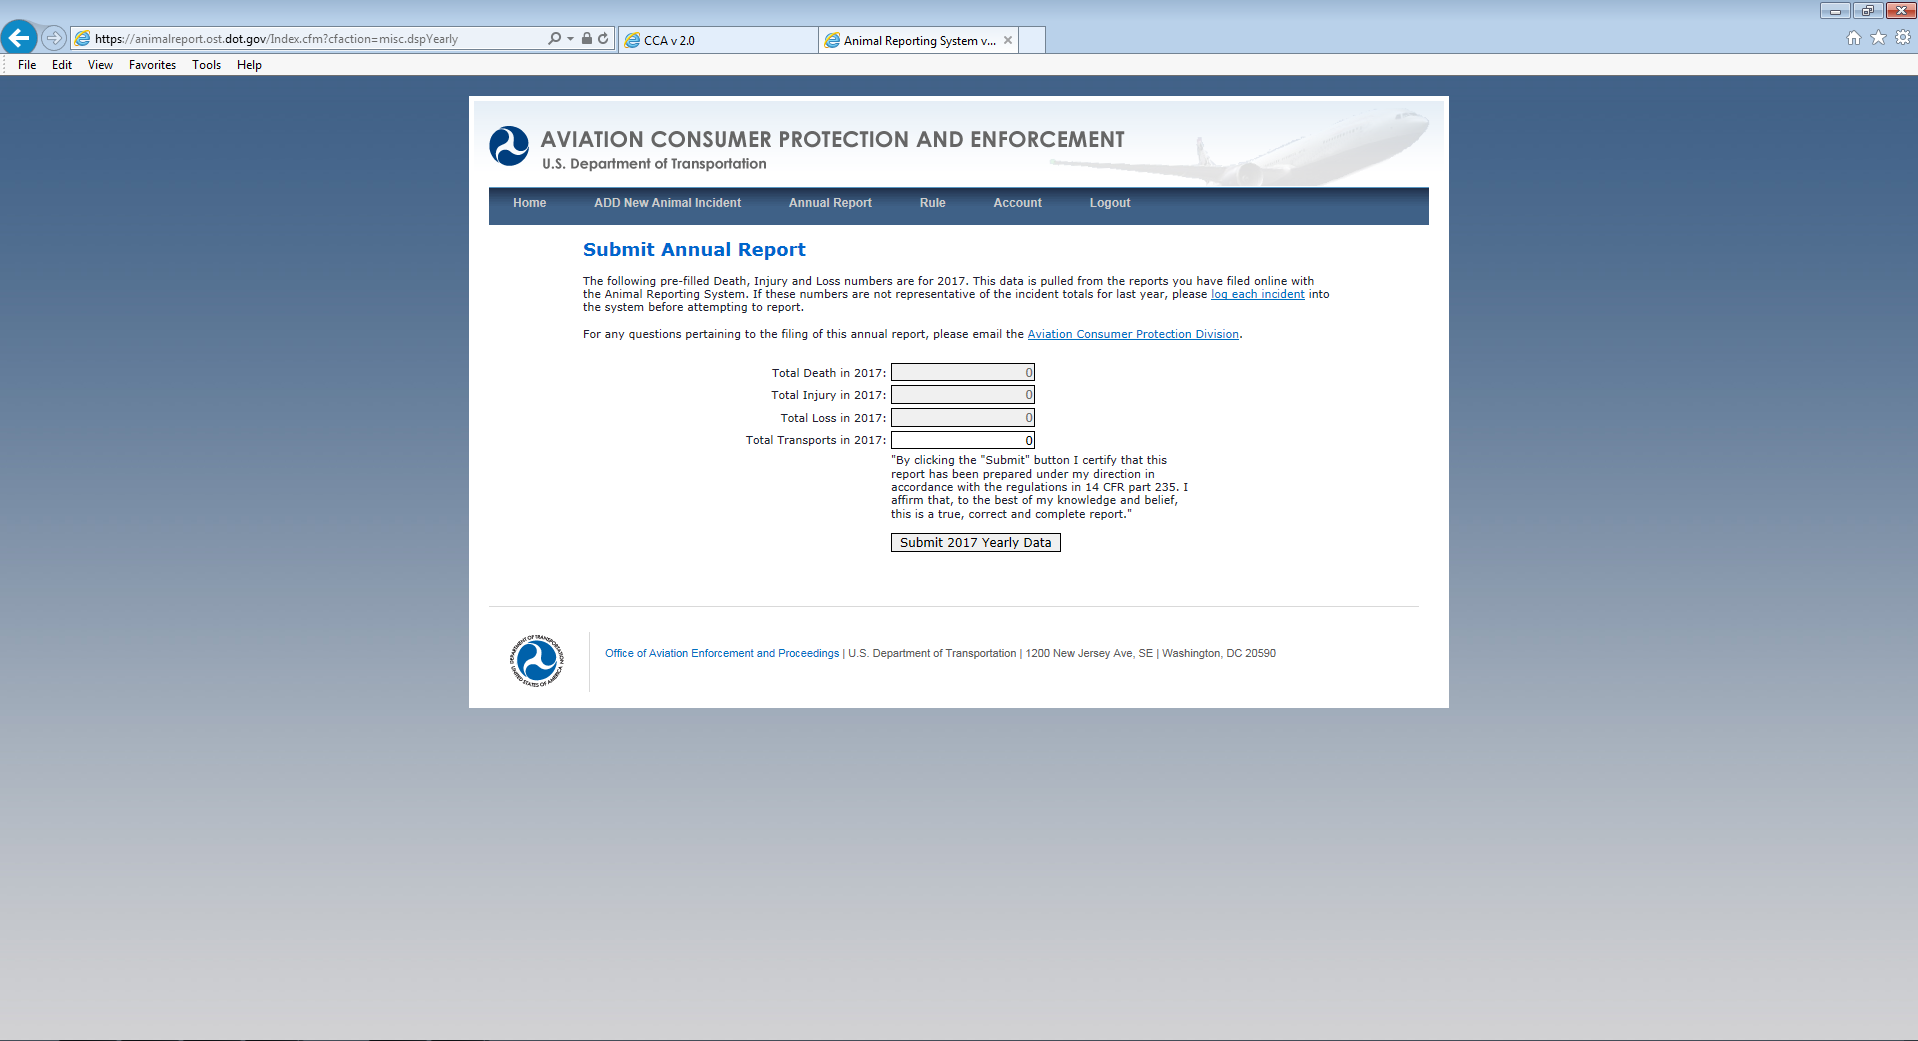 https://animalreport.ost.dot.gov/Index.cfm?cfaction=misc.dspYearly
CCA v 2.0
Animal Reporting System v...
File Edit View Favorites Tools Help
AVIATION CONSUMER PROTECTION AND ENFORCEMENT
U.S. Department of Transportation
Home ADD New Animal Incident Annual Report Rule Account Logout
Submit Annual Report
The following pre-filled Death, Injury and Loss numbers are for 2017. This data is pulled from the reports you have filed online with
the Animal Reporting System. If these numbers are not representative of the incident totals for last year, please log each incident into
the system before attempting to report.
For any questions pertaining to the filing of this annual report, please email the Aviation Consumer Protection Division.
Total Death in 2017: 0
Total Injury in 2017: 0
Total Loss in 2017: 0
Total Transports in 2017: 0
"By clicking the "Submit" button I certify that this
report has been prepared under my direction in
accordance with the regulations in 14 CFR part 235. I
affirm that, to the best of my knowledge and belief,
this is a true, correct and complete report."
Submit 2017 Yearly Data
DEPARTMENT OF TRANSPORTATION
UNITED STATES OF AMERICA
Office of Aviation Enforcement and Proceedings | U.S. Department of Transportation | 1200 New Jersey Ave, SE | Washington, DC 20590